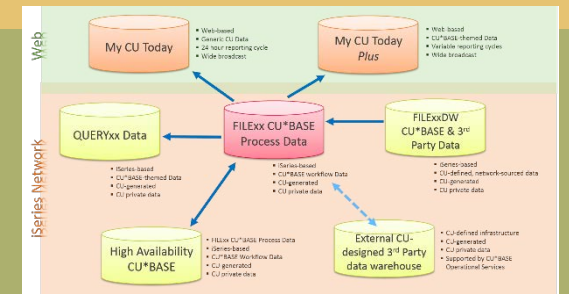 Web
My CU Today
• Web-based
• Generic CU Data
• 24 hour reporting cycle
• Wide broadcast
My CU Today
Plus
• Web-based
• CU*BASE-themed Data
• Variable reporting cycles
• Wide broadcast
iSeries Network
QUERYxx Data
• iSeries-based
• CU*BASE-themed Data
• CU-generated
• CU private data
FILExx CU*BASE
Process Data
• iSeries-based
• CU*BASE workflow Data
• CU-generated
• CU private data
FILExxDW
CU*BASE & 3rd
Party Data
• iSeries-based
• CU-defined, network-sourced data
• CU-generated
• CU private data
High Availability
CU*BASE
• FILExx CU*BASE Process Data
• iSeries-based
• CU*BASE Workflow Data
• CU-generated
• CU private data
External CU-
designed 3rd Party
data warehouse
• CU-defined infrastructure
• CU-generated
• CU private data
• Supported by CU*BASE
Operational Services